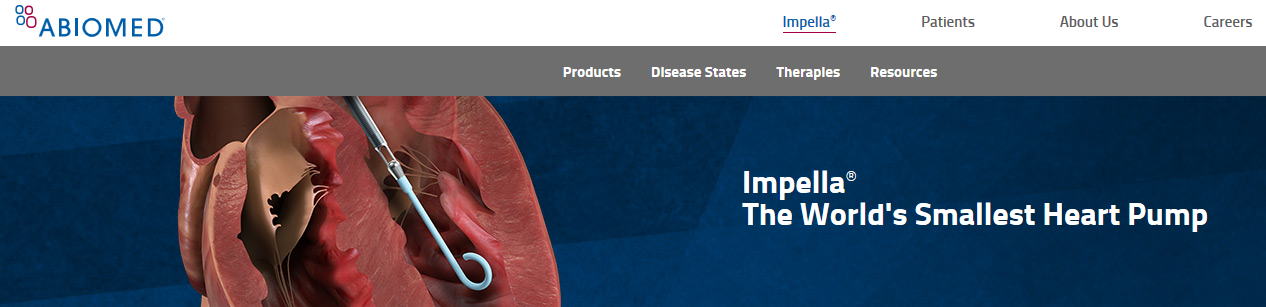 ABIOMED®
Impella®
Patients
About Us
Careers
Products
Disease States
Therapies
Resources
Impella®
The World's Smallest Heart Pump